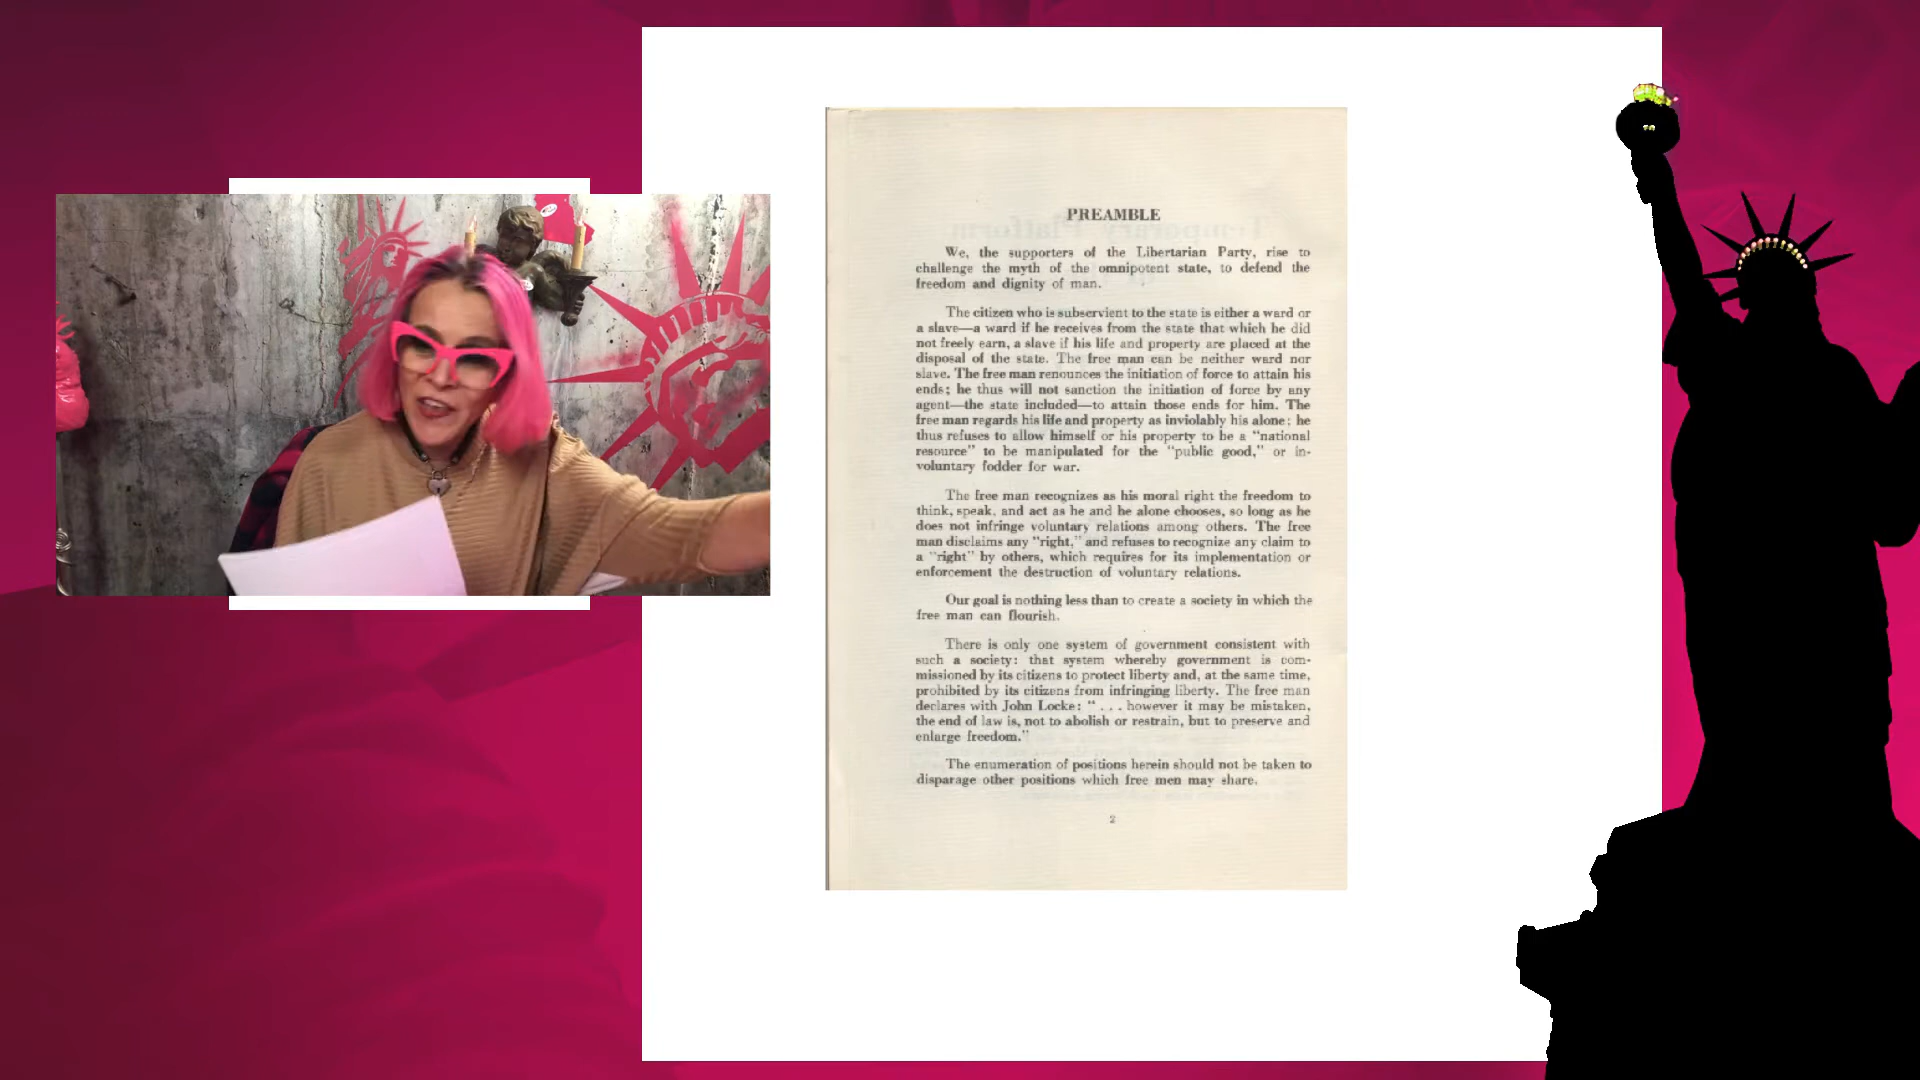 PREAMBLE
We, the supporters of the Libertarian Party, rise to
challenge the myth of the omnipotent state, to defend the
freedom and dignity of man.
The citizen who is subservient to the state is either a ward or
a slave—a ward if he receives from the state that which he did
not freely earn, a slave if his life and property are placed at the
disposal of the state. The free man can be neither ward nor
slave. The free man renounces the initiation of force to attain his
ends; he thus will not sanction the initiation of force by any
agent—the state included—to attain those ends for him. The
free man regards his life and property as inviolably his alone; he
thus refuses to allow himself or his property to be a "national
resource" to be manipulated for the "public good," or in-
voluntary fodder for war.
The free man recognizes as his moral right the freedom to
think, speak, and act as he and he alone chooses, so long as he
does not infringe voluntary relations among others. The free
man disclaims any "right," and refuses to recognize any claim to
a "right" by others, which requires for its implementation or
enforcement the destruction of voluntary relations.
Our goal is nothing less than to create a society in which the
free man can flourish.
There is only one system of government consistent with
such a society: that system whereby government is com-
missioned by its citizens to protect liberty and, at the same time,
prohibited by its citizens from infringing liberty. The free man
declares with John Locke: ". . . however it may be mistaken,
the end of law is, not to abolish or restrain, but to preserve and
enlarge freedom."
The enumeration of positions herein should not be taken to
disparage other positions which free men may share.
2